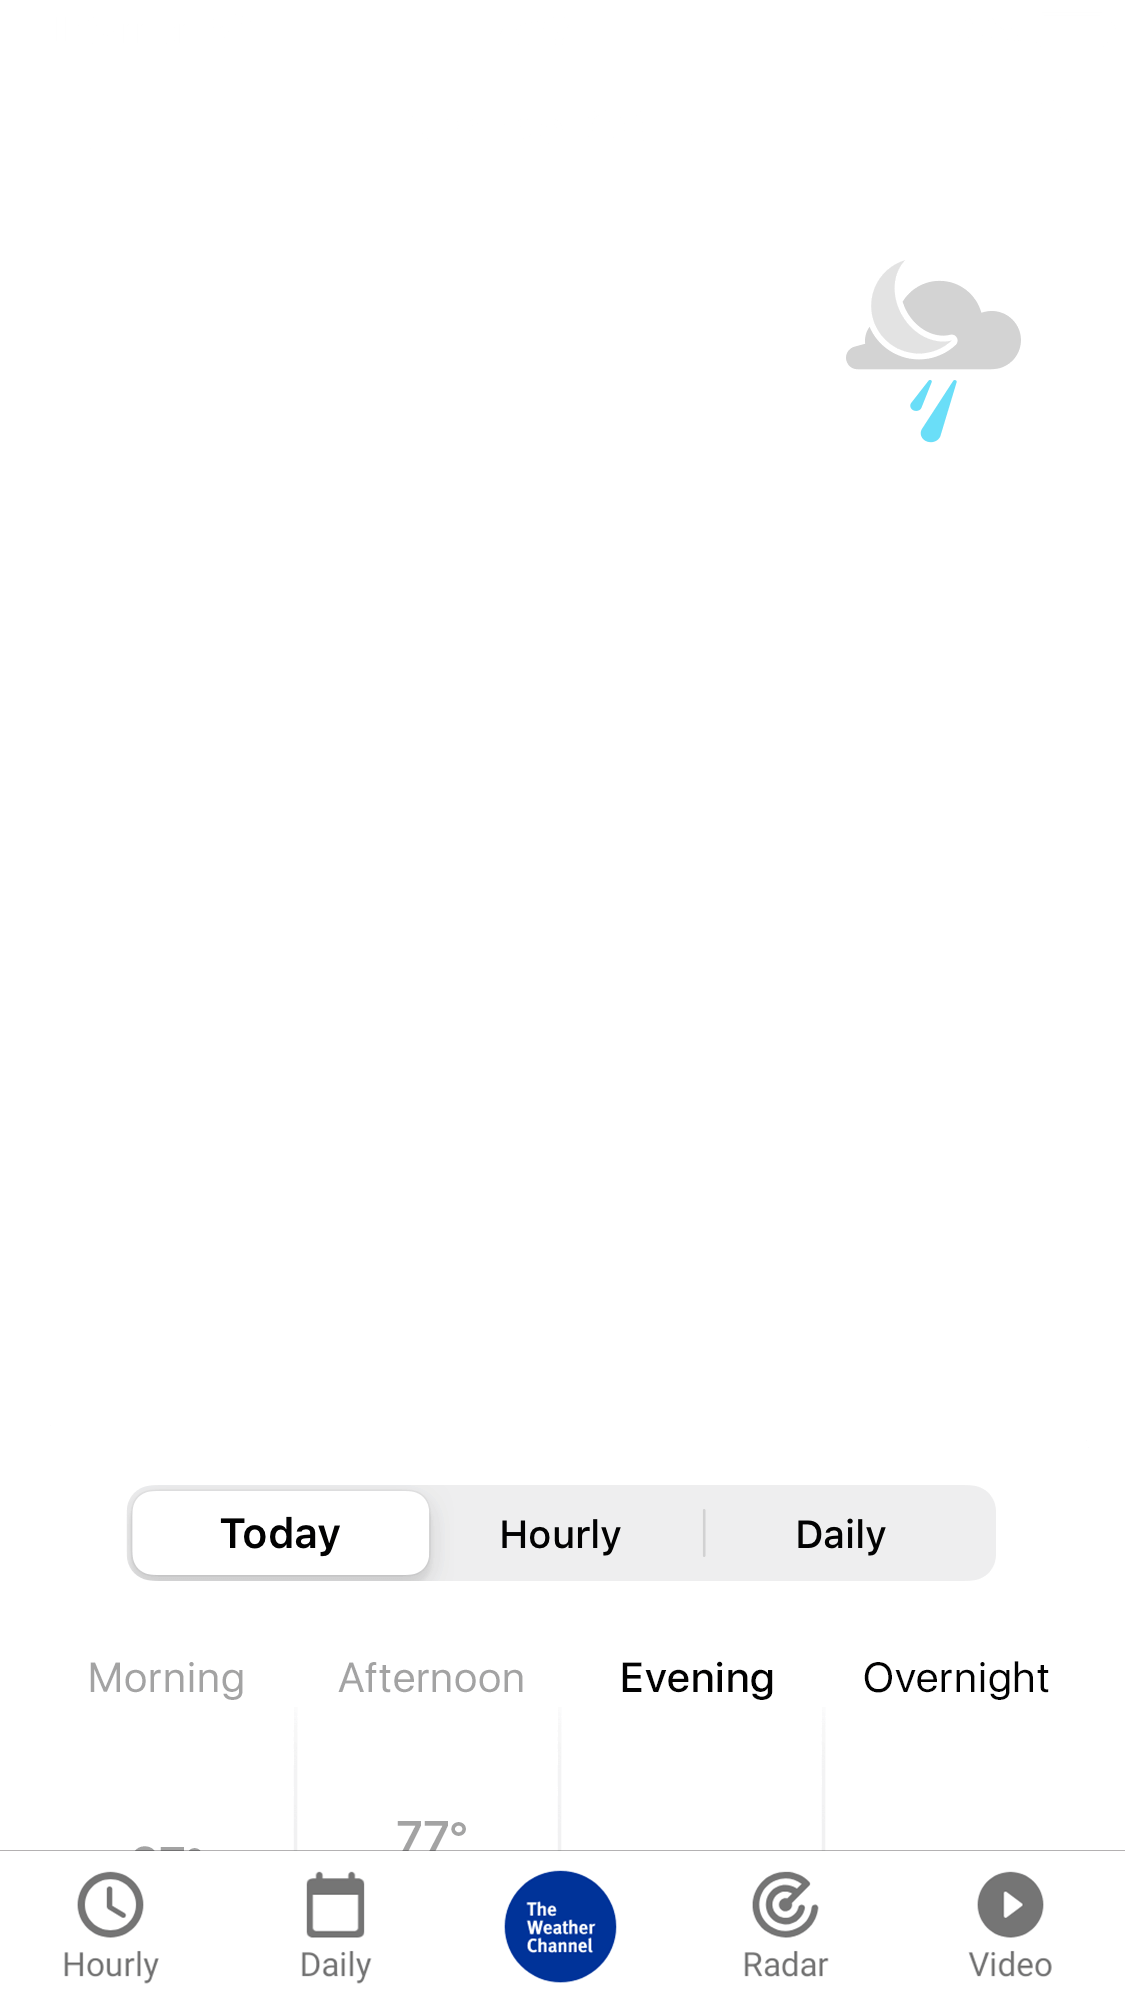 Today Hourly Daily
Morning Afternoon Evening Overnight
77°
The
Weather
Channel
Hourly Daily Radar Video